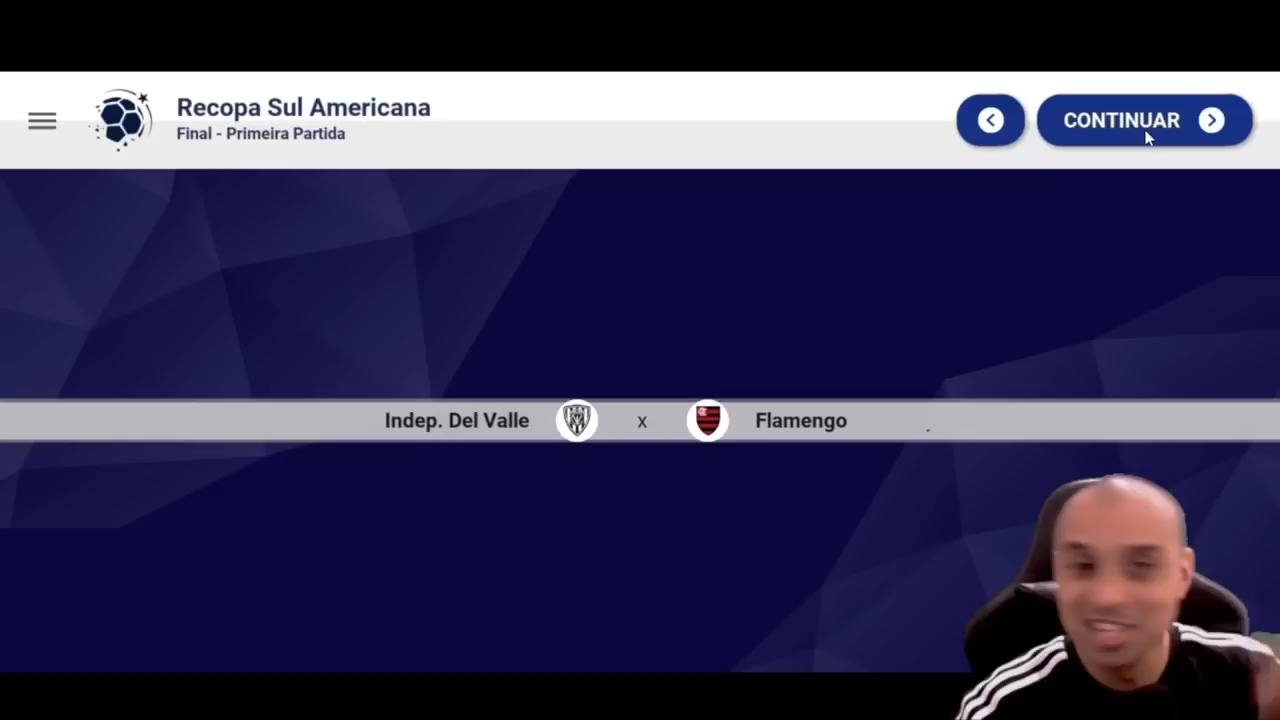 Recopa Sul Americana
Final - Primeira Partida
CONTINUAR
Indep. Del Valle x Flamengo